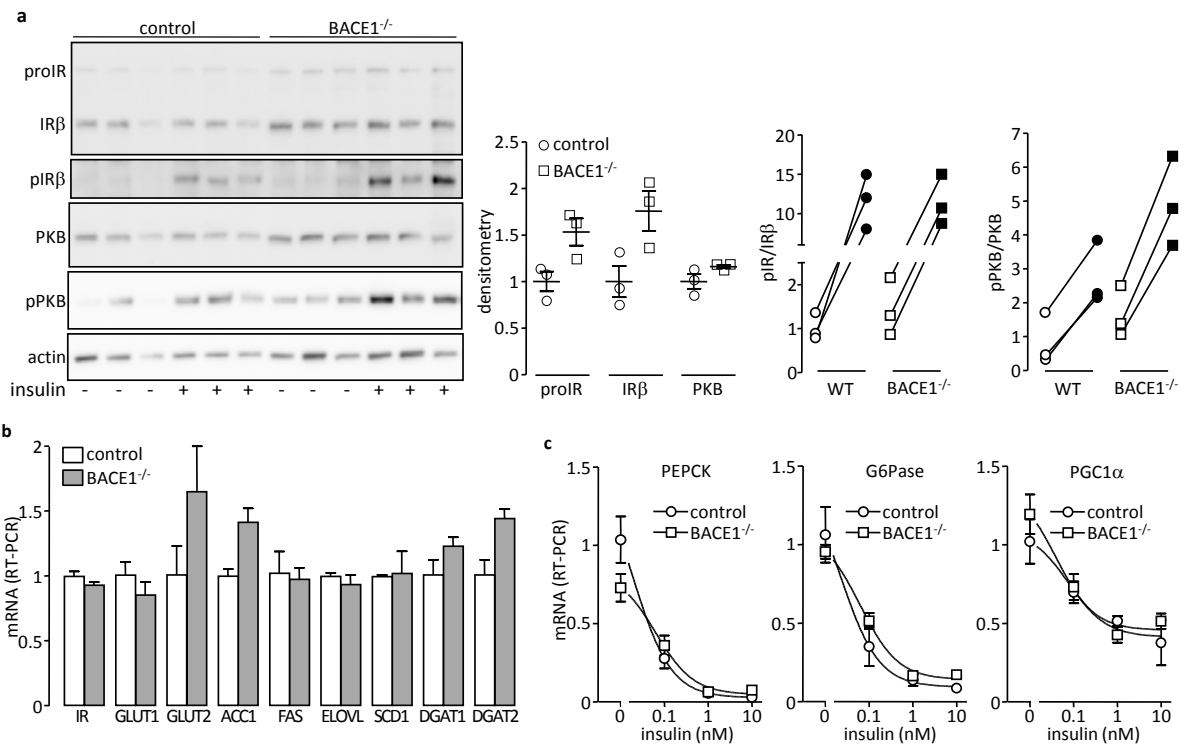 a
control BACE1-/-
proIR
IRβ
pIRβ
PKB
pPKB
actin
insulin - - - + + + - - - + + +
densitometry
2.5
2
1.5
1
0.5
0
control
BACE1-/-
proIR IRβ PKB
pIR/IRβ
20
15
10
5
2
1
0
WT BACE1-/-
pPKB/PKB
7
6
5
4
3
2
1
0
WT BACE1-/-
b
mRNA (RT-PCR)
2
1.5
1
0.5
0
control
BACE1-/-
IR GLUT1 GLUT2 ACC1 FAS ELOVL SCD1 DGAT1 DGAT2
c
mRNA (RT-PCR)
PEPCK
1.5
1
0.5
0
control
BACE1-/-
0 0.1 1 10
insulin (nM)
G6Pase
1.5
1
0.5
0
control
BACE1-/-
0 0.1 1 10
insulin (nM)
PGC1α
1.5
1
0.5
0
control
BACE1-/-
0 0.1 1 10
insulin (nM)